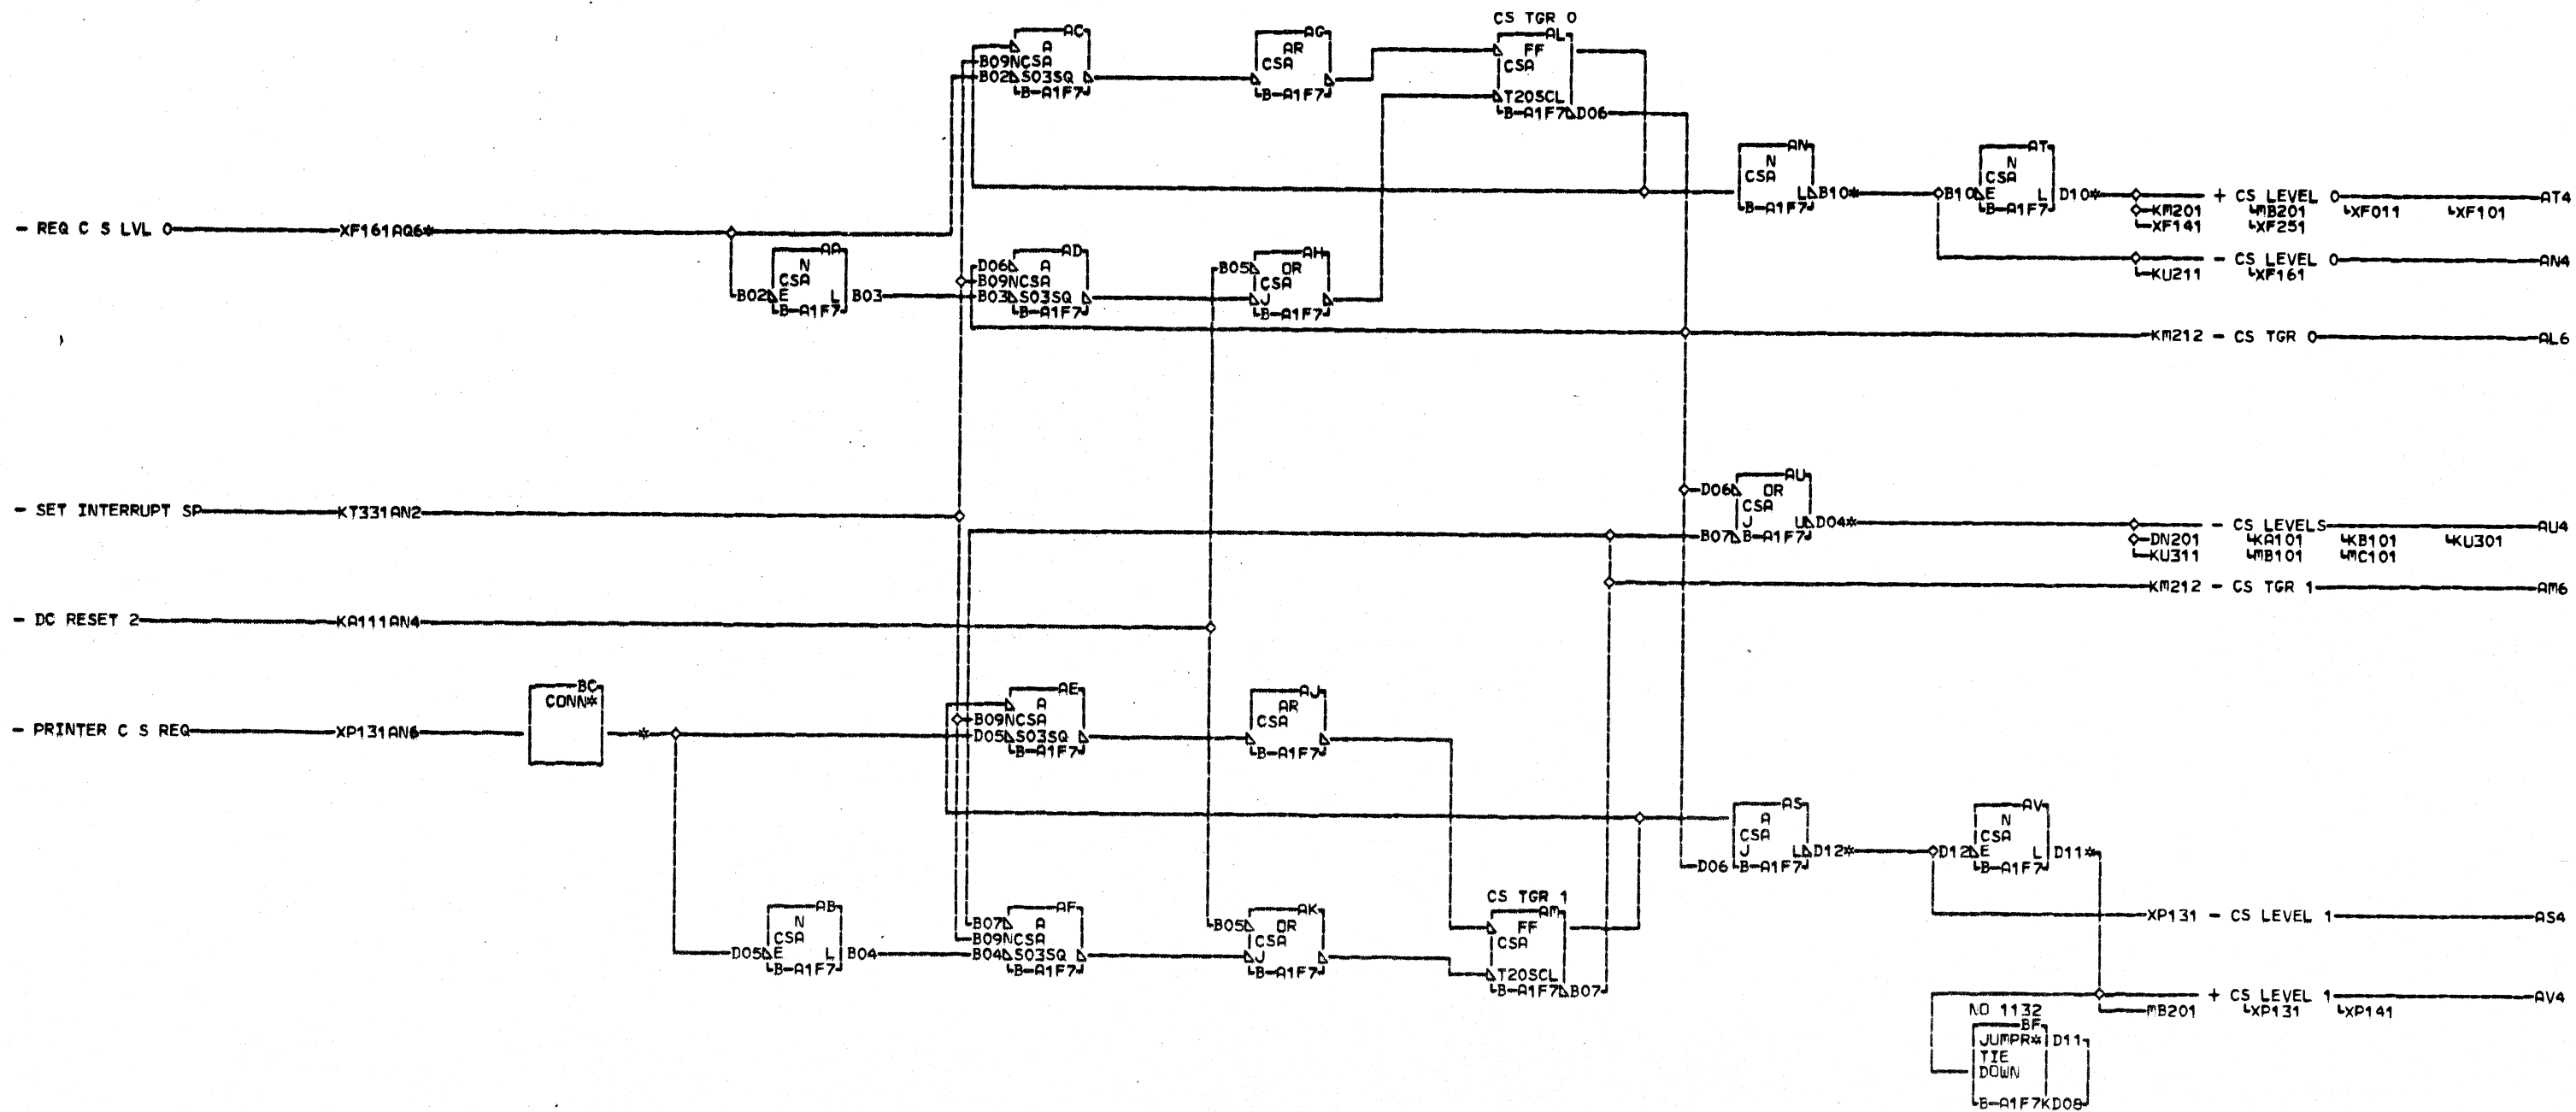 CS TGR 0
AC
A
B09NCSA
B02 S03SQ
B-A1F7
AG
AR
CSA
B-A1F7
AL
FF
CSA
T20SCL
B-A1F7 D06
AN
N
CSA
L B10*
B-A1F7
AT
N
CSA
B10 E L D10*
B-A1F7
+ CS LEVEL 0 AT4
KM201 MB201 XF011 XF101
XF141 XF251
- REQ C S LVL 0 XF161AQ6*
AA
N
CSA
B02 E L B03
B-A1F7
AD
D06 A
B09NCSA
B03 S03SQ
B-A1F7
AH
B05 OR
CSA
J
B-A1F7
- CS LEVEL 0 AN4
KU211 XF161
KM212 - CS TGR 0 AL6
- SET INTERRUPT SP KT331AN2
AU
D06 OR
CSA
J U D04*
B07 B-A1F7
- CS LEVELS AU4
DN201 KA101 KB101 KU301
KU311 MB101 MC101
KM212 - CS TGR 1 AM6
- DC RESET 2 KA111AN4
BC
CONN*
- PRINTER C S REQ XP131AN6 *
AE
A
B09NCSA
D05 S03SQ
B-A1F7
AJ
AR
CSA
B-A1F7
AS
A
CSA
J L D12*
D06 B-A1F7
AV
N
CSA
D12 E L D11*
B-A1F7
AB
N
CSA
D05 E L B04
B-A1F7
AF
B07 A
B09NCSA
B04 S03SQ
B-A1F7
AK
B05 OR
CSA
J
B-A1F7
CS TGR 1
AM
FF
CSA
T20SCL
B-A1F7 B07
XP131 - CS LEVEL 1 AS4
+ CS LEVEL 1 AV4
MB201 XP131 XP141
NO 1132
BF
JUMPR* D11
TIE
DOWN
B-A1F7KD08